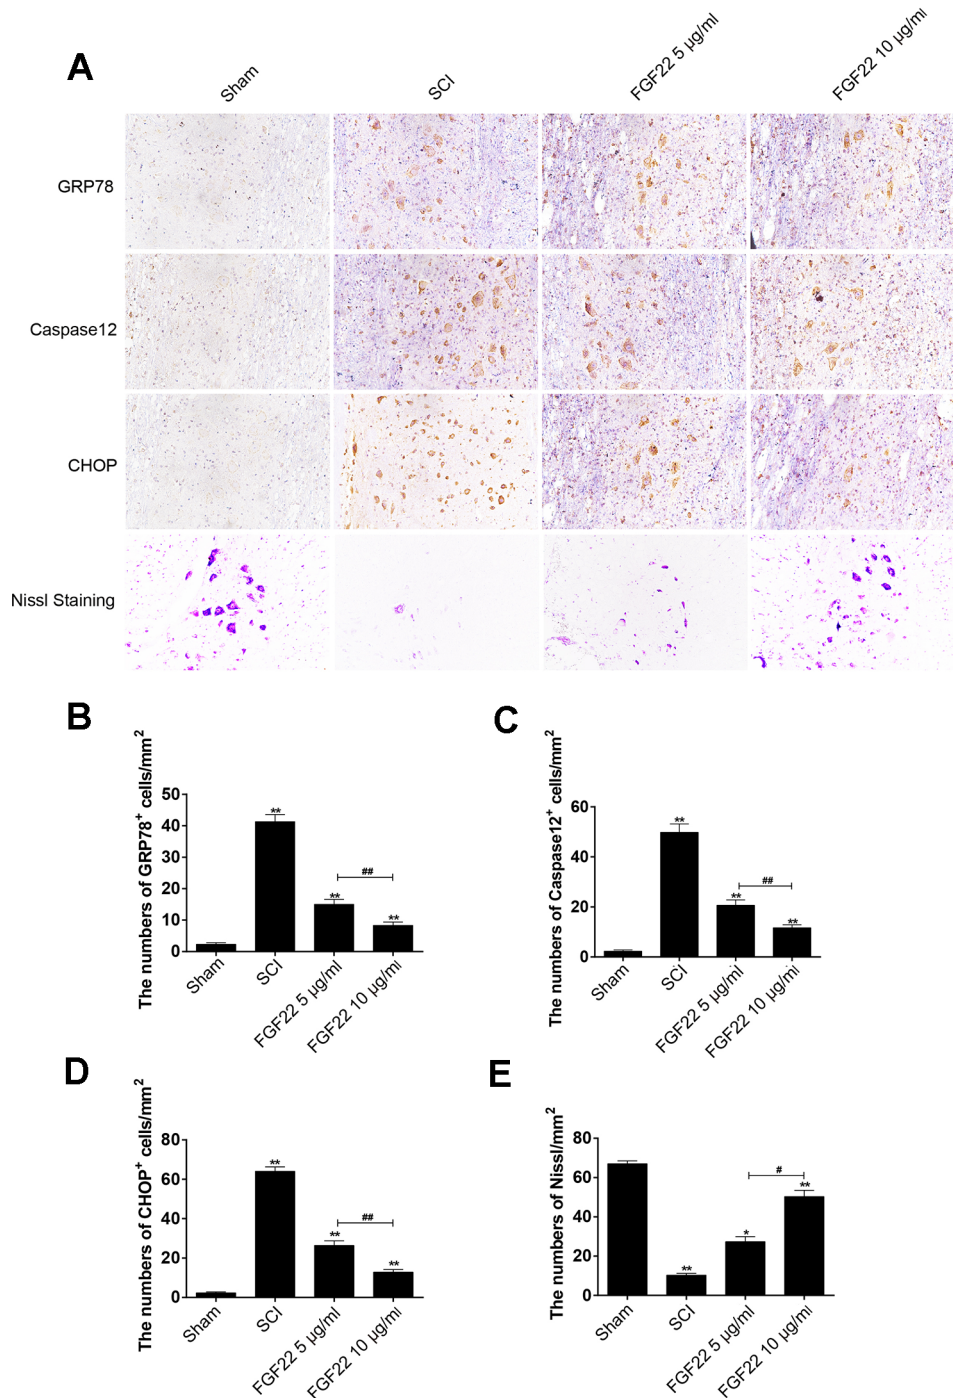 A
Sham
SCI
FGF22 5 µg/ml
FGF22 10 µg/ml
GRP78
Caspase12
CHOP
Nissl Staining
B
The numbers of GRP78+ cells/mm2
50
40
30
20
10
0
**
**
##
**
Sham
SCI
FGF22 5 µg/ml
FGF22 10 µg/ml
C
The numbers of Caspase12+ cells/mm2
60
40
20
0
**
**
##
**
Sham
SCI
FGF22 5 µg/ml
FGF22 10 µg/ml
D
The numbers of CHOP+ cells/mm2
80
60
40
20
0
**
**
##
**
Sham
SCI
FGF22 5 µg/ml
FGF22 10 µg/ml
E
The numbers of Nissl/mm2
80
60
40
20
0
**
*
#
**
Sham
SCI
FGF22 5 µg/ml
FGF22 10 µg/ml